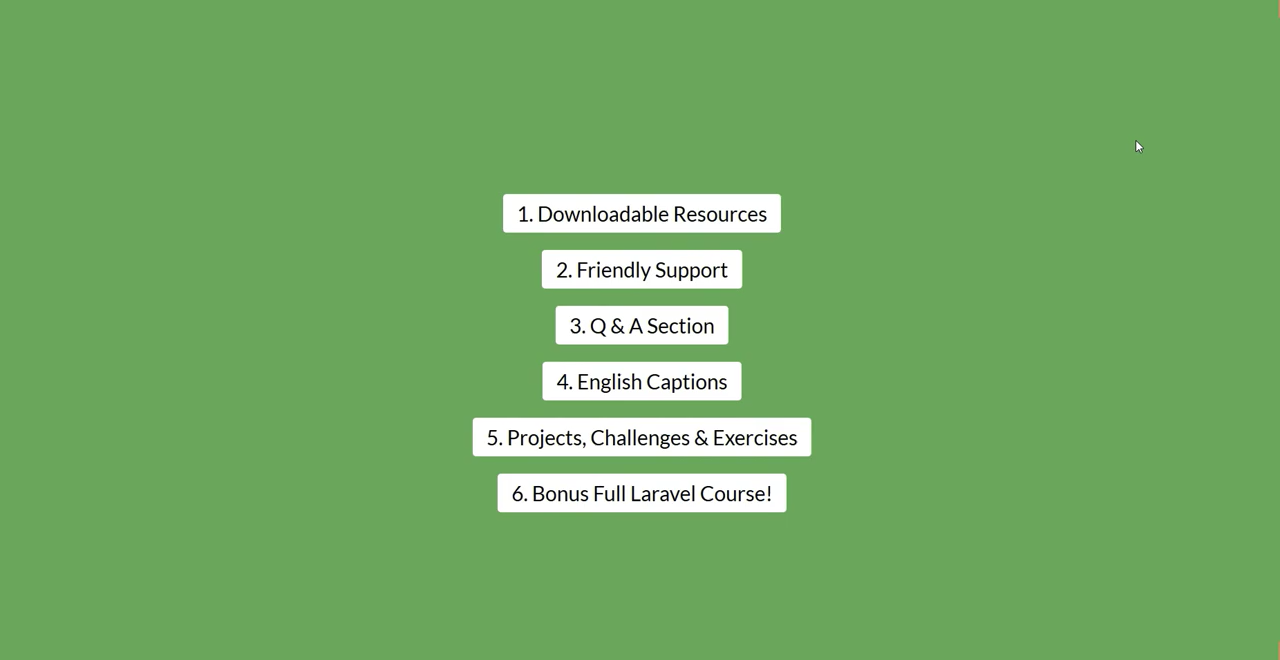 1. Downloadable Resources
2. Friendly Support
3. Q & A Section
4. English Captions
5. Projects, Challenges & Exercises
6. Bonus Full Laravel Course!